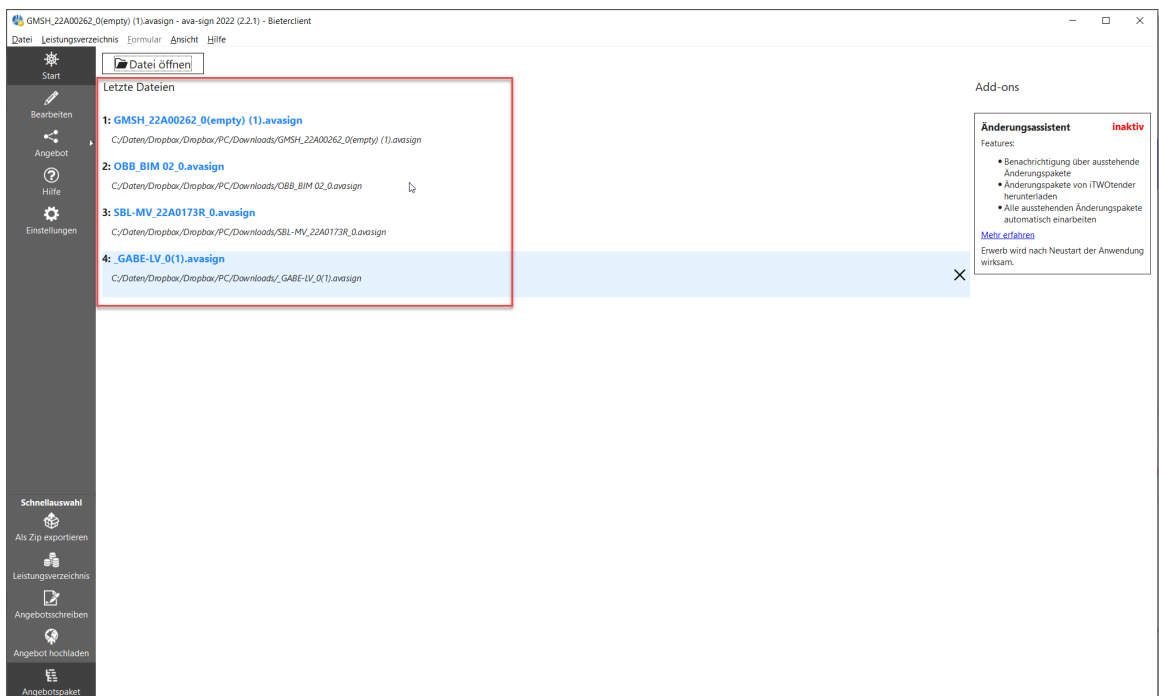 GMSH_22A00262_0(empty) (1).avasign - ava-sign 2022 (2.2.1) - Bieterclient
Datei Leistungsverzeichnis Formular Ansicht Hilfe
Start
Bearbeiten
Angebot
Hilfe
Einstellungen
Schnellauswahl
Als Zip exportieren
Leistungsverzeichnis
Angebotsschreiben
Angebot hochladen
Angebotspaket
Datei öffnen
Letzte Dateien
1: GMSH_22A00262_0(empty) (1).avasign
C:/Daten/Dropbox/Dropbox/PC/Downloads/GMSH_22A00262_0(empty) (1).avasign
2: OBB_BIM 02_0.avasign
C:/Daten/Dropbox/Dropbox/PC/Downloads/OBB_BIM 02_0.avasign
3: SBL-MV_22A0173R_0.avasign
C:/Daten/Dropbox/Dropbox/PC/Downloads/SBL-MV_22A0173R_0.avasign
4: _GABE-LV_0(1).avasign
C:/Daten/Dropbox/Dropbox/PC/Downloads/_GABE-LV_0(1).avasign
Add-ons
Änderungsassistent inaktiv
Features:
• Benachrichtigung über ausstehende
Änderungspakete
• Änderungspakete von iTWOtender
herunterladen
• Alle ausstehenden Änderungspakete
automatisch einarbeiten
Mehr erfahren
Erwerb wird nach Neustart der Anwendung
wirksam.